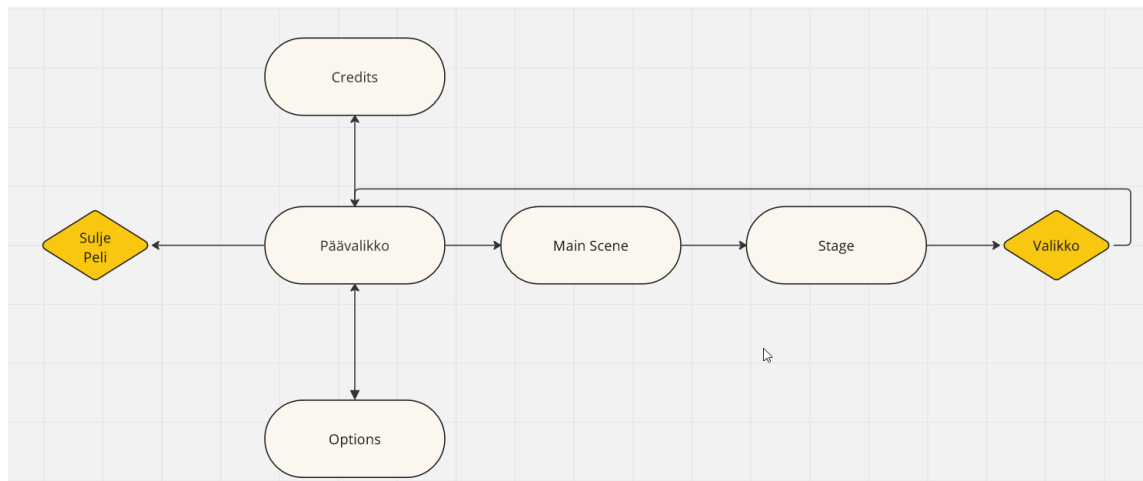 Credits
Sulje
Peli
Päävalikko
Main Scene
Stage
Valikko
Options